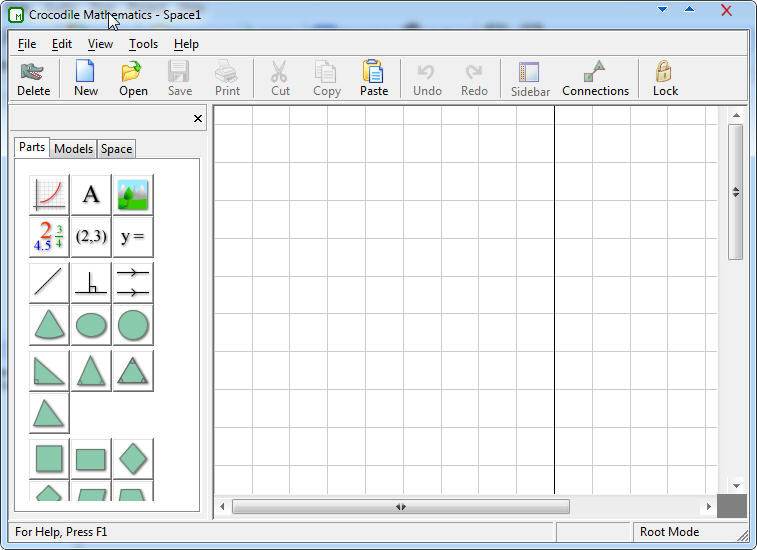 Crocodile Mathematics - Space1
File Edit View Tools Help
Delete New Open Save Print Cut Copy Paste Undo Redo Sidebar Connections Lock
Parts Models Space
A
2 3/4 4.5 (2,3) y =
For Help, Press F1 Root Mode